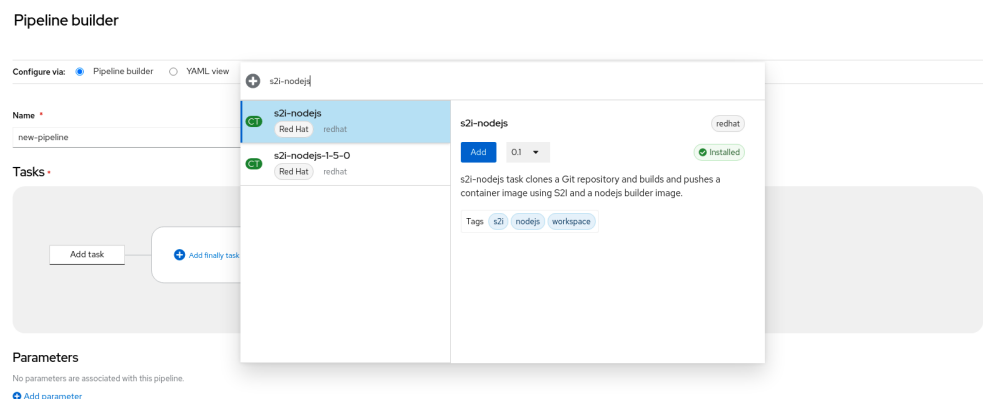 Pipeline builder
Configure via: Pipeline builder YAML view
Name *
new-pipeline
Tasks *
Add task
Add finally task
s2i-nodejs
CT s2i-nodejs
Red Hat redhat
CT s2i-nodejs-1-5-0
Red Hat redhat
s2i-nodejs redhat
Add 0.1 Installed
s2i-nodejs task clones a Git repository and builds and pushes a
container image using S2I and a nodejs builder image.
Tags s2i nodejs workspace
Parameters
No parameters are associated with this pipeline.
Add parameter